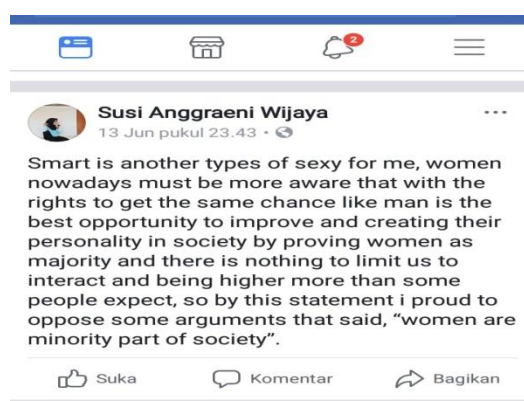 2
Susi Anggraeni Wijaya
13 Jun pukul 23.43 •
Smart is another types of sexy for me, women
nowadays must be more aware that with the
rights to get the same chance like man is the
best opportunity to improve and creating their
personality in society by proving women as
majority and there is nothing to limit us to
interact and being higher more than some
people expect, so by this statement i proud to
oppose some arguments that said, “women are
minority part of society”.
Suka Komentar Bagikan